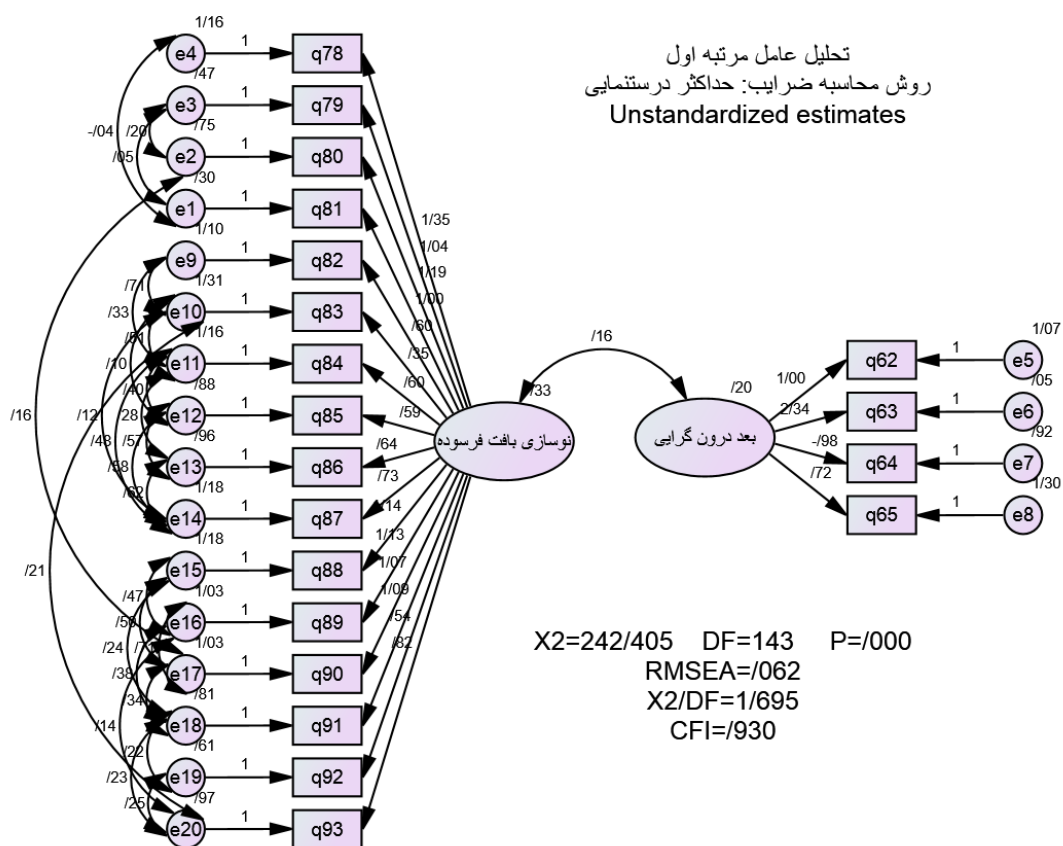 تحلیل عامل مرتبه اول
روش محاسبه ضرایب: حداکثر درستنمایی
Unstandardized estimates
1/16
e4
1
q78
/47
e3
1
q79
-/04
/20
/75
/05
e2
1
q80
/30
e1
1
q81
1/10
e9
1
q82
1/31
/71
/33
e10
1
q83
1/16
/10
e11
1
q84
/88
/40
/16
/12
/28
e12
1
q85
/96
/57
e13
1
q86
1/18
/62
e14
1
q87
1/18
e15
1
q88
1/03
/21
/47
e16
1
q89
1/03
/24
e17
1
q90
/81
/38
/34
e18
1
q91
/61
/14
/22
e19
1
q92
/97
/23
/25
e20
1
q93
1/35
1/04
1/19
1/00
/60
/35
/60
/59
/64
/73
1/14
1/13
1/07
1/09
/54
/82
نوسازی بافت فرسوده
/33
/16
بعد درون گرایی
/20
1/00
2/34
-/98
/72
q62
1
e5
1/07
q63
1
e6
/05
q64
1
e7
/92
q65
1
e8
1/30
X2=242/405 DF=143 P=/000
RMSEA=/062
X2/DF=1/695
CFI=/930